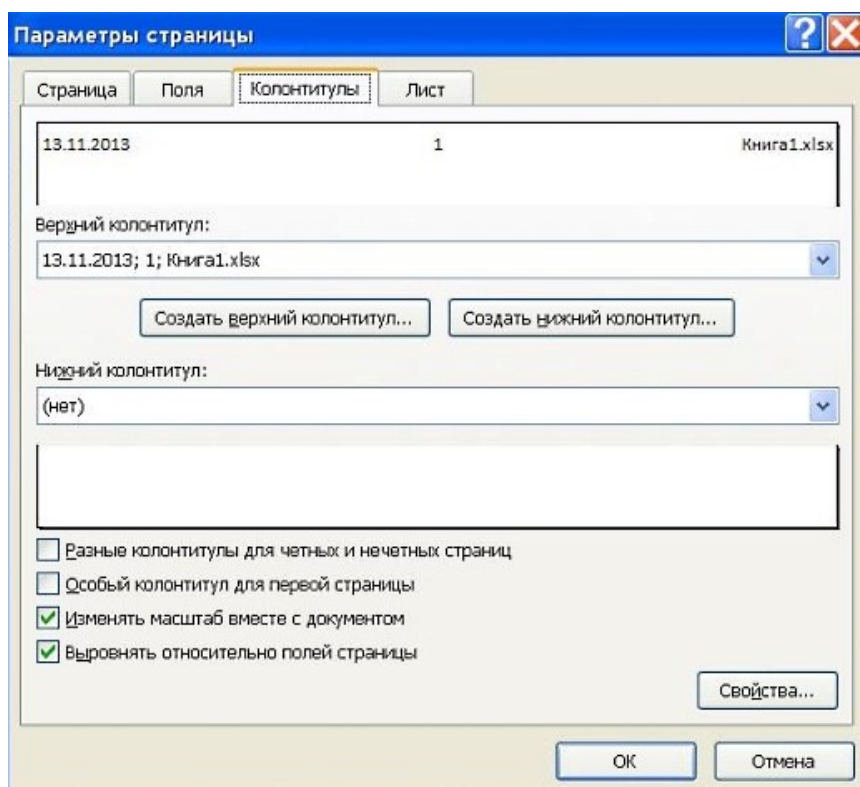 Параметры страницы
Страница Поля Колонтитулы Лист
13.11.2013 1 Книга1.xlsx
Верхний колонтитул:
13.11.2013; 1; Книга1.xlsx
Создать верхний колонтитул... Создать нижний колонтитул...
Нижний колонтитул:
(нет)
Разные колонтитулы для четных и нечетных страниц
Особый колонтитул для первой страницы
Изменять масштаб вместе с документом
Выровнять относительно полей страницы
Свойства...
ОК Отмена